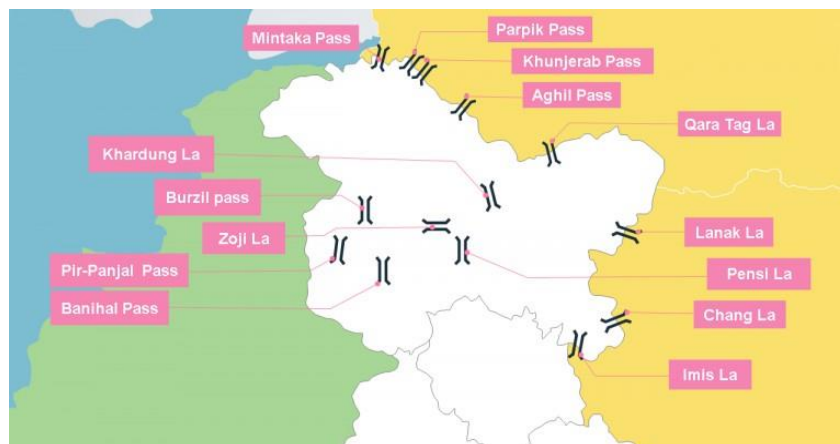 Mintaka Pass
Parpik Pass
Khunjerab Pass
Aghil Pass
Qara Tag La
Khardung La
Burzil pass
Zoji La
Lanak La
Pir-Panjal Pass
Pensi La
Banihal Pass
Chang La
Imis La